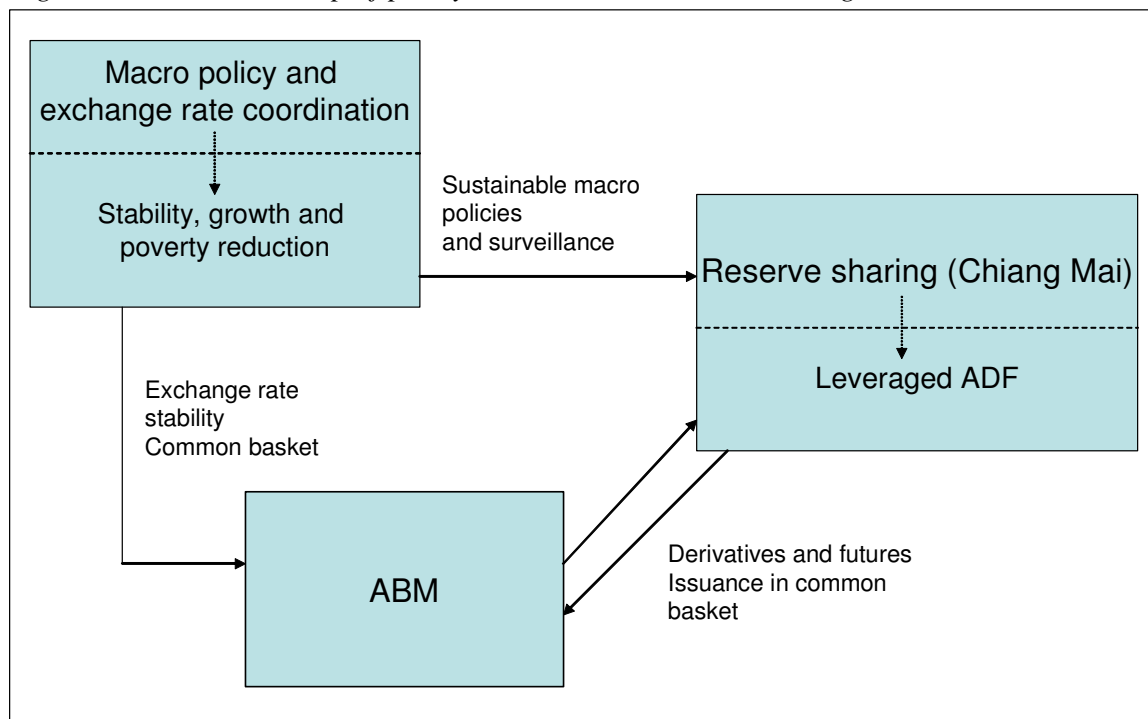 Macro policy and
exchange rate coordination
Stability, growth and
poverty reduction
Sustainable macro
policies
and surveillance
Reserve sharing (Chiang Mai)
Leveraged ADF
Exchange rate
stability
Common basket
ABM
Derivatives and futures
Issuance in common
basket